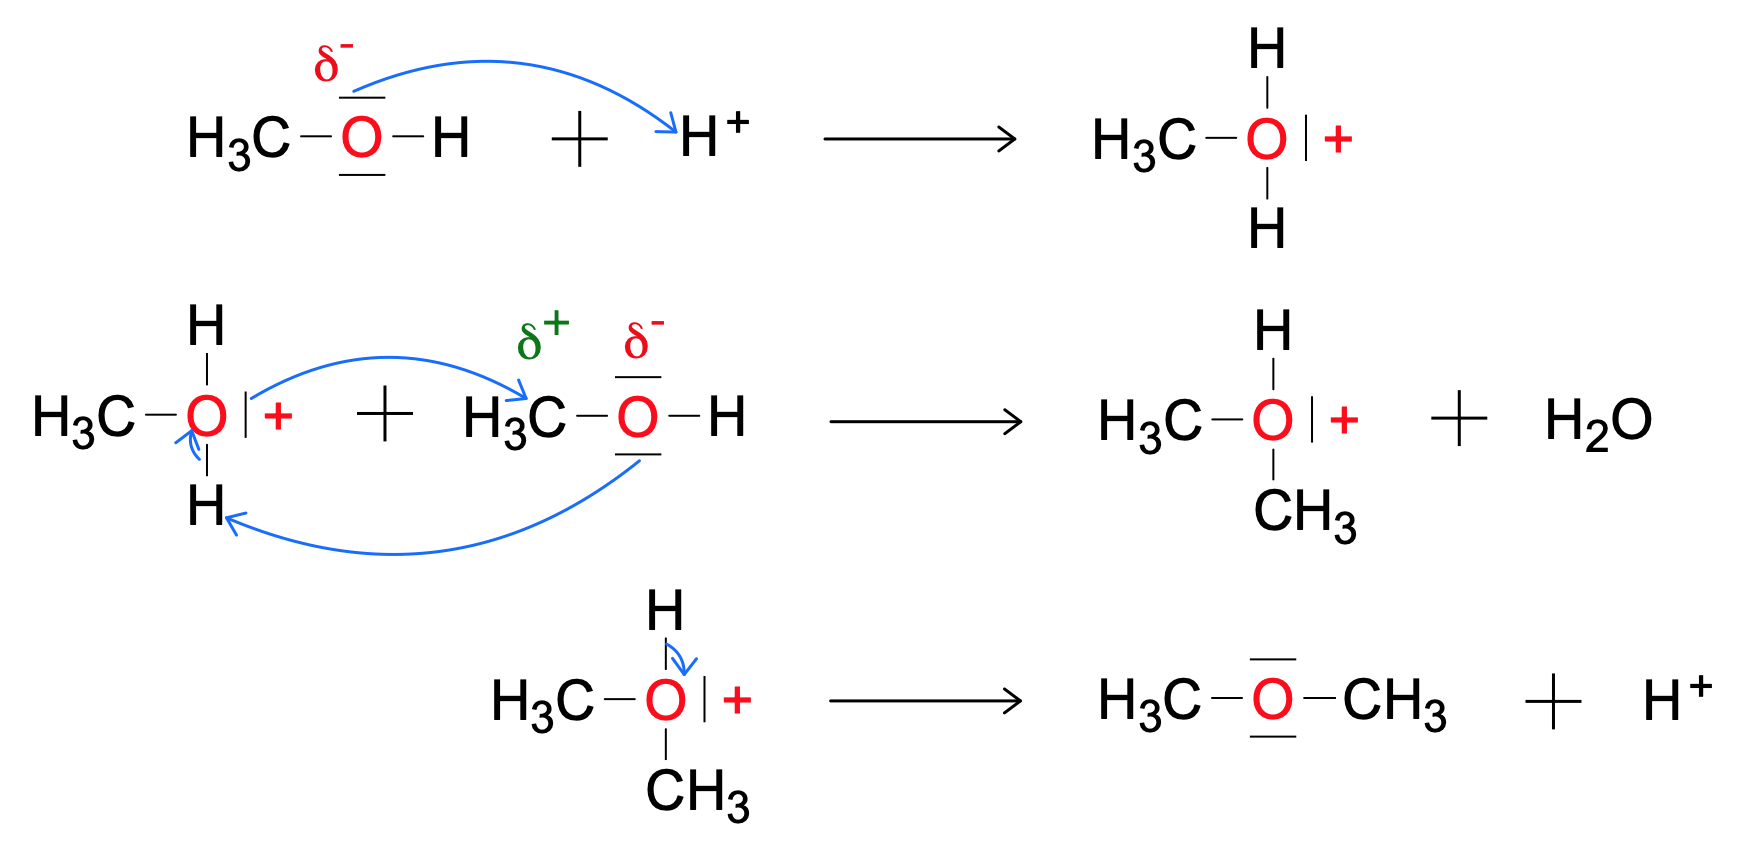 δ-
H₃C–O–H + H⁺ → H₃C–O|+
H
H
δ+ δ-
H
H₃C–O|+ + H₃C–O–H → H₃C–O|+ + H₂O
H
H
CH₃
H
H₃C–O|+ → H₃C–O–CH₃ + H⁺
CH₃